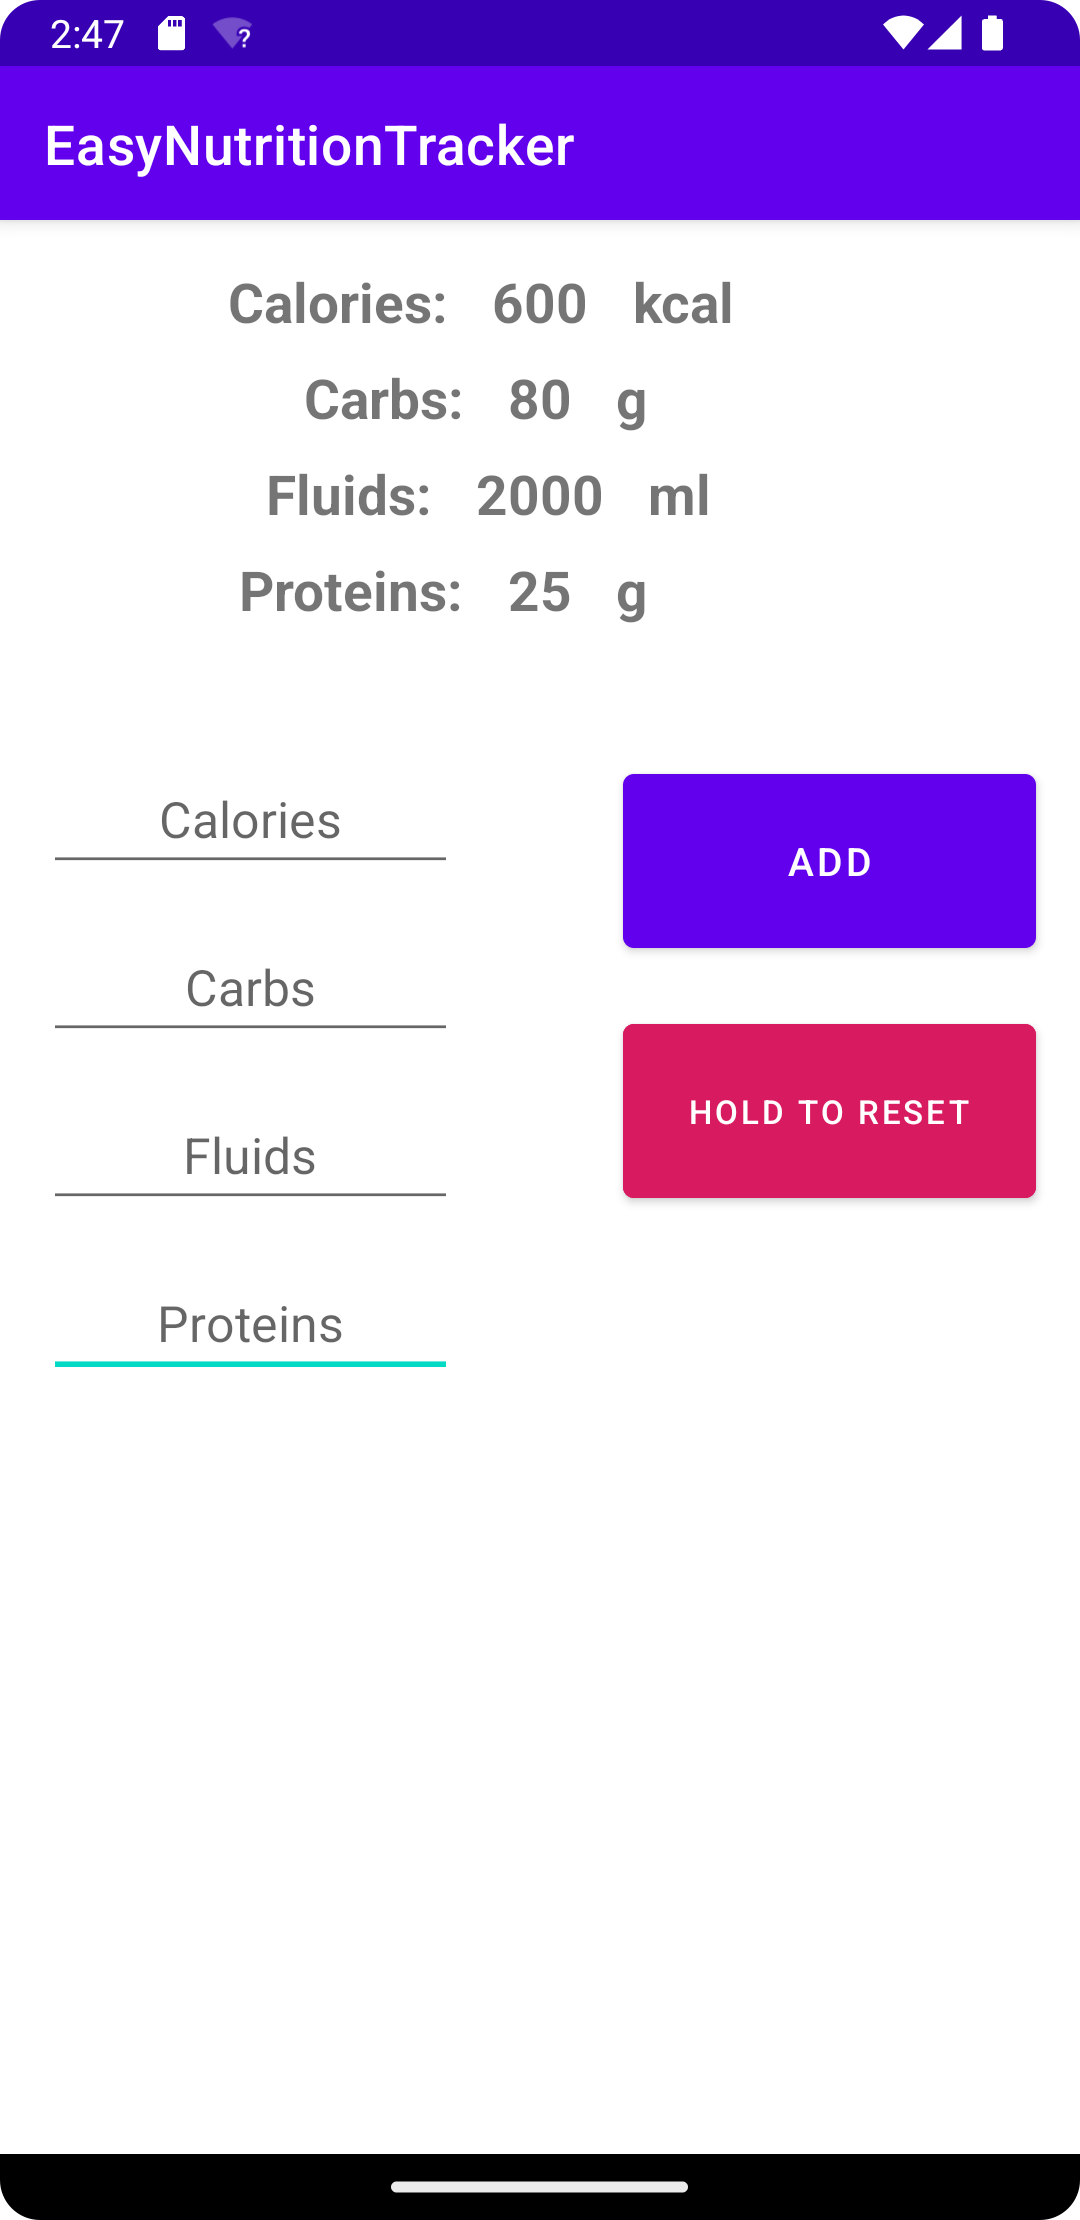 2:47
EasyNutritionTracker
Calories: 600 kcal
Carbs: 80 g
Fluids: 2000 ml
Proteins: 25 g
Calories
ADD
Carbs
HOLD TO RESET
Fluids
Proteins